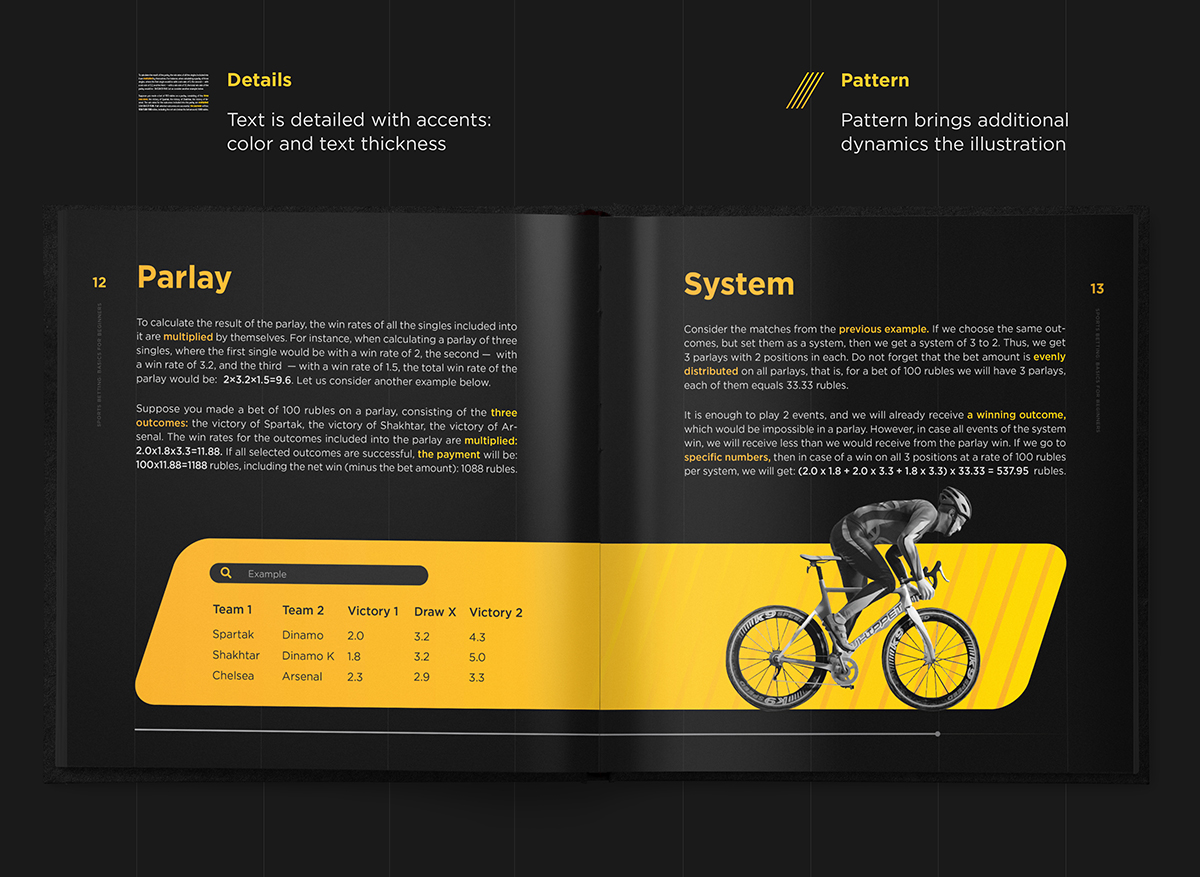 Details
Text is detailed with accents:
color and text thickness
Pattern
Pattern brings additional
dynamics the illustration
12
Parlay
SPORTS BETTING: BASICS FOR BEGINNERS
To calculate the result of the parlay, the win rates of all the singles included into
it are multiplied by themselves. For instance, when calculating a parlay of three
singles, where the first single would be with a win rate of 2, the second — with
a win rate of 3.2, and the third — with a win rate of 1.5, the total win rate of the
parlay would be: 2×3.2×1.5=9.6. Let us consider another example below.
Suppose you made a bet of 100 rubles on a parlay, consisting of the three
outcomes: the victory of Spartak, the victory of Shakhtar, the victory of Ar-
senal. The win rates for the outcomes included into the parlay are multiplied:
2.0x1.8x3.3=11.88. If all selected outcomes are successful, the payment will be:
100x11.88=1188 rubles, including the net win (minus the bet amount): 1088 rubles.
Example
Team 1 Team 2 Victory 1 Draw X Victory 2
Spartak Dinamo 2.0 3.2 4.3
Shakhtar Dinamo K 1.8 3.2 5.0
Chelsea Arsenal 2.3 2.9 3.3
System
13
SPORTS BETTING: BASICS FOR BEGINNERS
Consider the matches from the previous example. If we choose the same out-
comes, but set them as a system, then we get a system of 3 to 2. Thus, we get
3 parlays with 2 positions in each. Do not forget that the bet amount is evenly
distributed on all parlays, that is, for a bet of 100 rubles we will have 3 parlays,
each of them equals 33.33 rubles.
It is enough to play 2 events, and we will already receive a winning outcome,
which would be impossible in a parlay. However, in case all events of the system
win, we will receive less than we would receive from the parlay win. If we go to
specific numbers, then in case of a win on all 3 positions at a rate of 100 rubles
per system, we will get: (2.0 x 1.8 + 2.0 x 3.3 + 1.8 x 3.3) x 33.33 = 537.95 rubles.
K9
K9